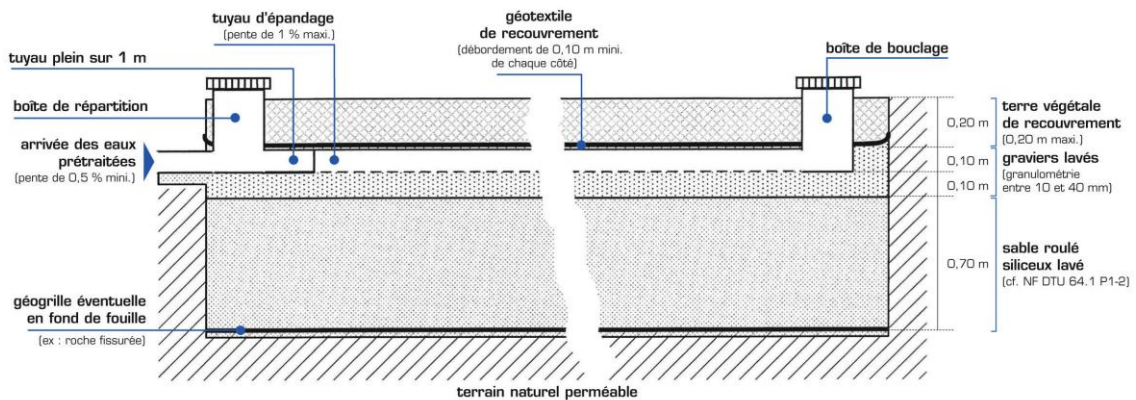 tuyau d'épandage
(pente de 1 % maxi.)
géotextile
de recouvrement
(débordement de 0,10 m mini.
de chaque côté)
tuyau plein sur 1 m
boîte de bouclage
boîte de répartition
arrivée des eaux
prétraitées
(pente de 0,5 % mini.)
0,20 m
terre végétale
de recouvrement
(0,20 m maxi.)
0,10 m
0,10 m
graviers lavés
(granulométrie
entre 10 et 40 mm)
0,70 m
sable roulé
siliceux lavé
(cf. NF DTU 64.1 P1-2)
géogrille éventuelle
en fond de fouille
(ex : roche fissurée)
terrain naturel perméable